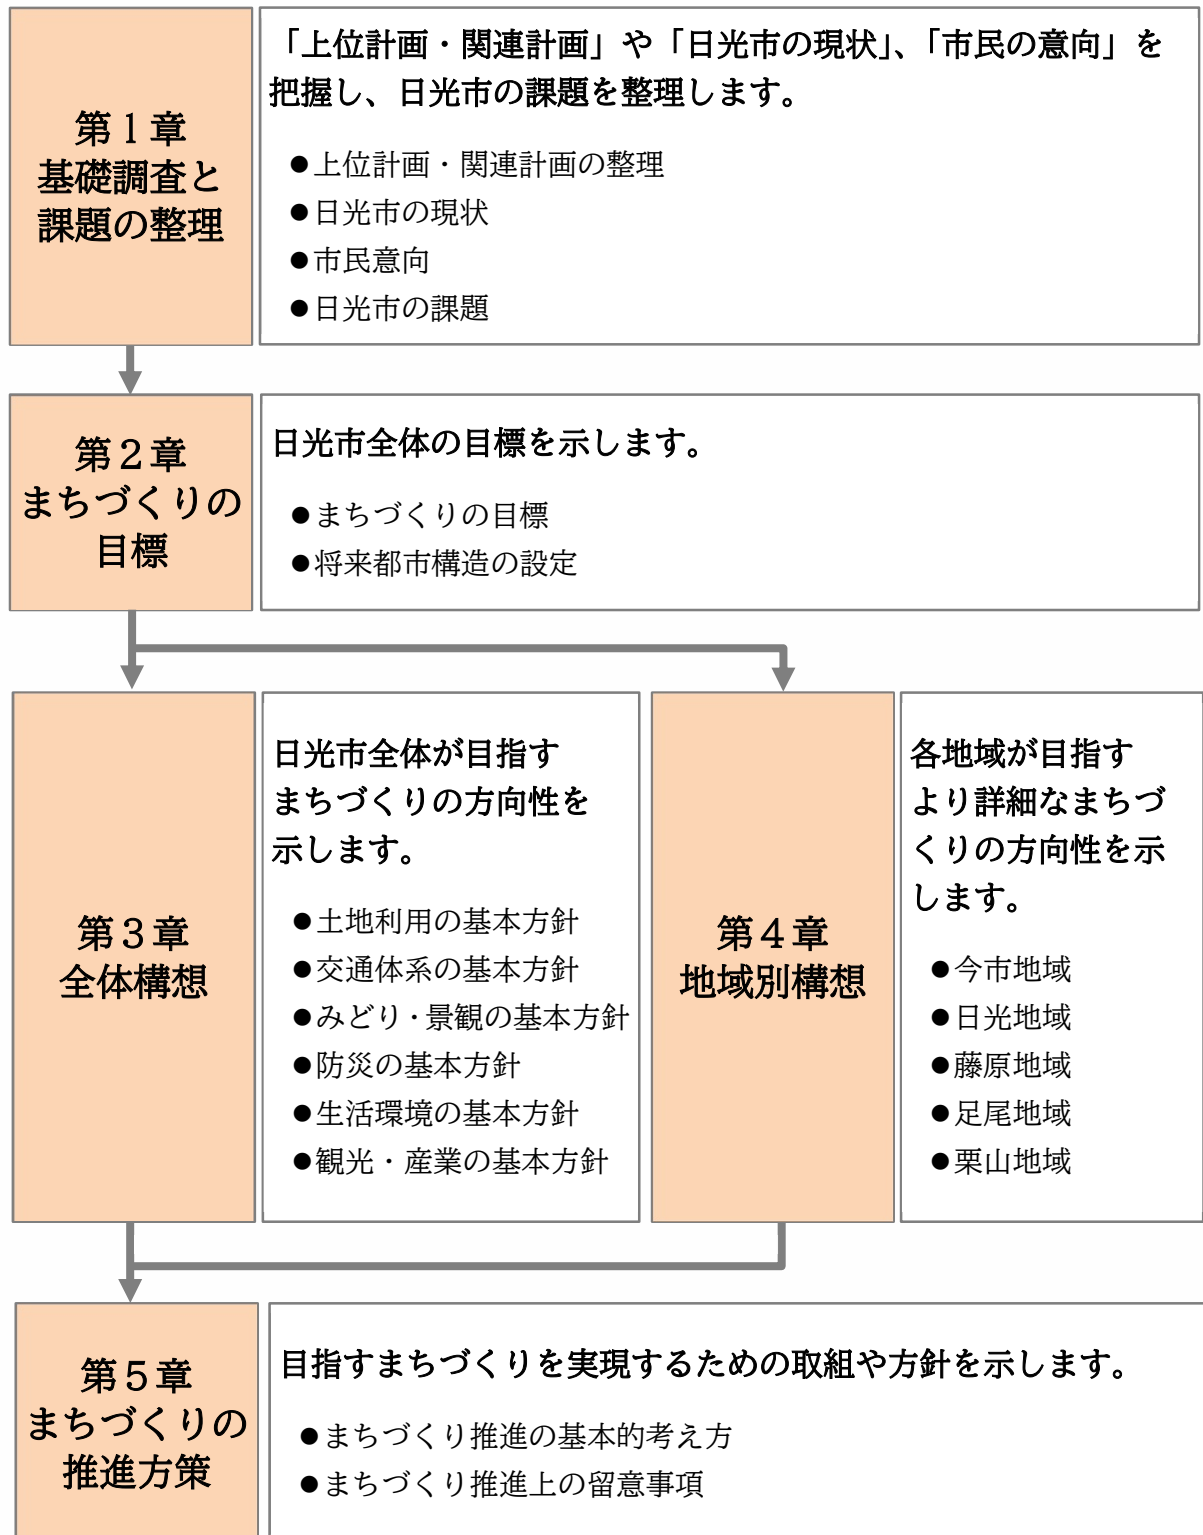 第１章
基礎調査と
課題の整理
「上位計画・関連計画」や「日光市の現状」、「市民の意向」を
把握し、日光市の課題を整理します。
●上位計画・関連計画の整理
●日光市の現状
●市民意向
●日光市の課題
第２章
まちづくりの
目標
日光市全体の目標を示します。
●まちづくりの目標
●将来都市構造の設定
第３章
全体構想
日光市全体が目指す
まちづくりの方向性を
示します。
●土地利用の基本方針
●交通体系の基本方針
●みどり・景観の基本方針
●防災の基本方針
●生活環境の基本方針
●観光・産業の基本方針
第４章
地域別構想
各地域が目指す
より詳細なまちづ
くりの方向性を示
します。
●今市地域
●日光地域
●藤原地域
●足尾地域
●栗山地域
第５章
まちづくりの
推進方策
目指すまちづくりを実現するための取組や方針を示します。
●まちづくり推進の基本的考え方
●まちづくり推進上の留意事項